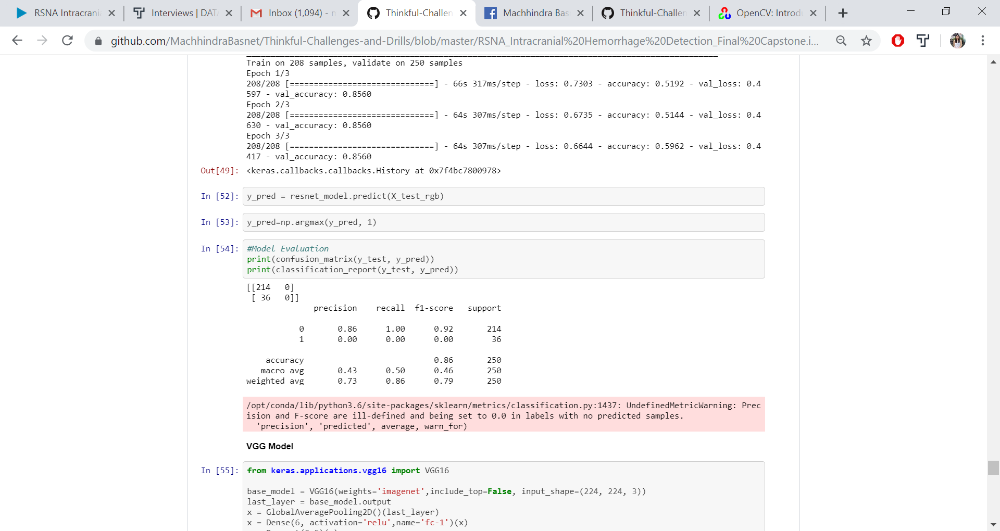 RSNA Intracrani
Interviews | DATA
Inbox (1,094) - m
Thinkful-Challen
Machhindra Bas
Thinkful-Challen
OpenCV: Introdu
github.com/MachhindraBasnet/Thinkful-Challenges-and-Drills/blob/master/RSNA_Intracranial%20Hemorrhage%20Detection_Final%20Capstone.i...
Train on 208 samples, validate on 250 samples
Epoch 1/3
208/208 [==============================] - 66s 317ms/step - loss: 0.7303 - accuracy: 0.5192 - val_loss: 0.4
597 - val_accuracy: 0.8560
Epoch 2/3
208/208 [==============================] - 64s 307ms/step - loss: 0.6735 - accuracy: 0.5144 - val_loss: 0.4
630 - val_accuracy: 0.8560
Epoch 3/3
208/208 [==============================] - 64s 307ms/step - loss: 0.6644 - accuracy: 0.5962 - val_loss: 0.4
417 - val_accuracy: 0.8560
Out[49]: <keras.callbacks.callbacks.History at 0x7f4bc7800978>
In [52]: y_pred = resnet_model.predict(X_test_rgb)
In [53]: y_pred=np.argmax(y_pred, 1)
In [54]: #Model Evaluation
print(confusion_matrix(y_test, y_pred))
print(classification_report(y_test, y_pred))
[[214   0]
 [ 36   0]]
              precision    recall  f1-score   support
           0       0.86      1.00      0.92       214
           1       0.00      0.00      0.00        36
    accuracy                           0.86       250
   macro avg       0.43      0.50      0.46       250
weighted avg       0.73      0.86      0.79       250
/opt/conda/lib/python3.6/site-packages/sklearn/metrics/classification.py:1437: UndefinedMetricWarning: Prec
ision and F-score are ill-defined and being set to 0.0 in labels with no predicted samples.
  'precision', 'predicted', average, warn_for)
VGG Model
In [55]: from keras.applications.vgg16 import VGG16
base_model = VGG16(weights='imagenet',include_top=False, input_shape=(224, 224, 3))
last_layer = base_model.output
x = GlobalAveragePooling2D()(last_layer)
x = Dense(6, activation='relu',name='fc-1')(x)